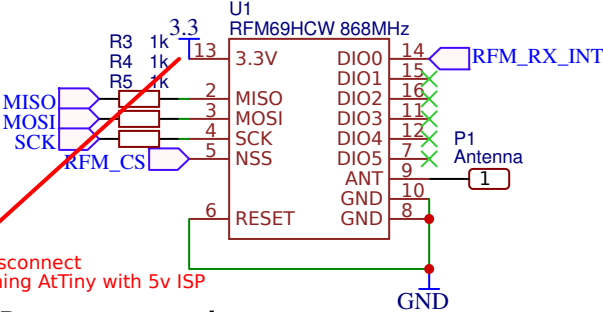 U1
RFM69HCW 868MHz
3.3
R3 1k
R4 1k
R5 1k
13 3.3V DIO0 14 RFM_RX_INT
DIO1 15
MISO 2 MISO DIO2 16
MOSI 3 MOSI DIO3 11
SCK 4 SCK DIO4 12
RFM_CS 5 NSS DIO5 7
P1
Antenna
ANT 9 1
GND 10
6 RESET GND 8
sconnect
ing AtTiny with 5v ISP
GND